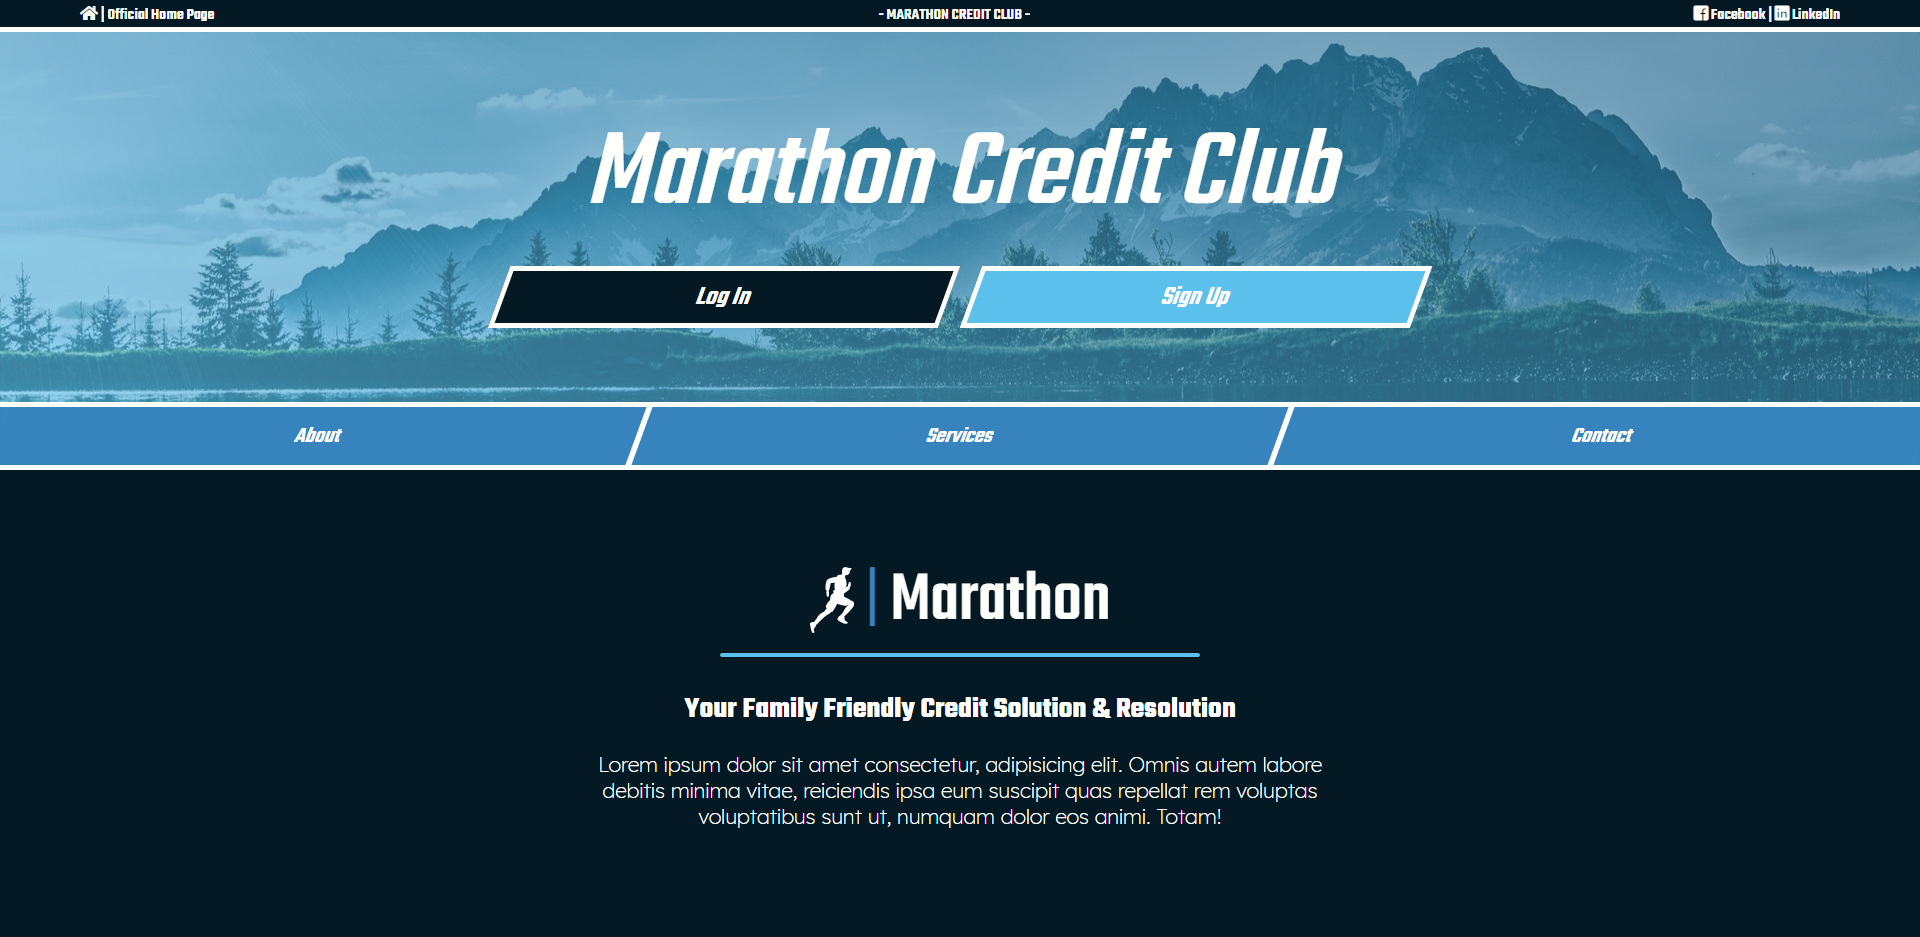 | Official Home Page
- MARATHON CREDIT CLUB -
Facebook | LinkedIn
Marathon Credit Club
Log In
Sign Up
About
Services
Contact
Marathon
Your Family Friendly Credit Solution & Resolution
Lorem ipsum dolor sit amet consectetur, adipisicing elit. Omnis autem labore
debitis minima vitae, reiciendis ipsa eum suscipit quas repellat rem voluptas
voluptatibus sunt ut, numquam dolor eos animi. Totam!